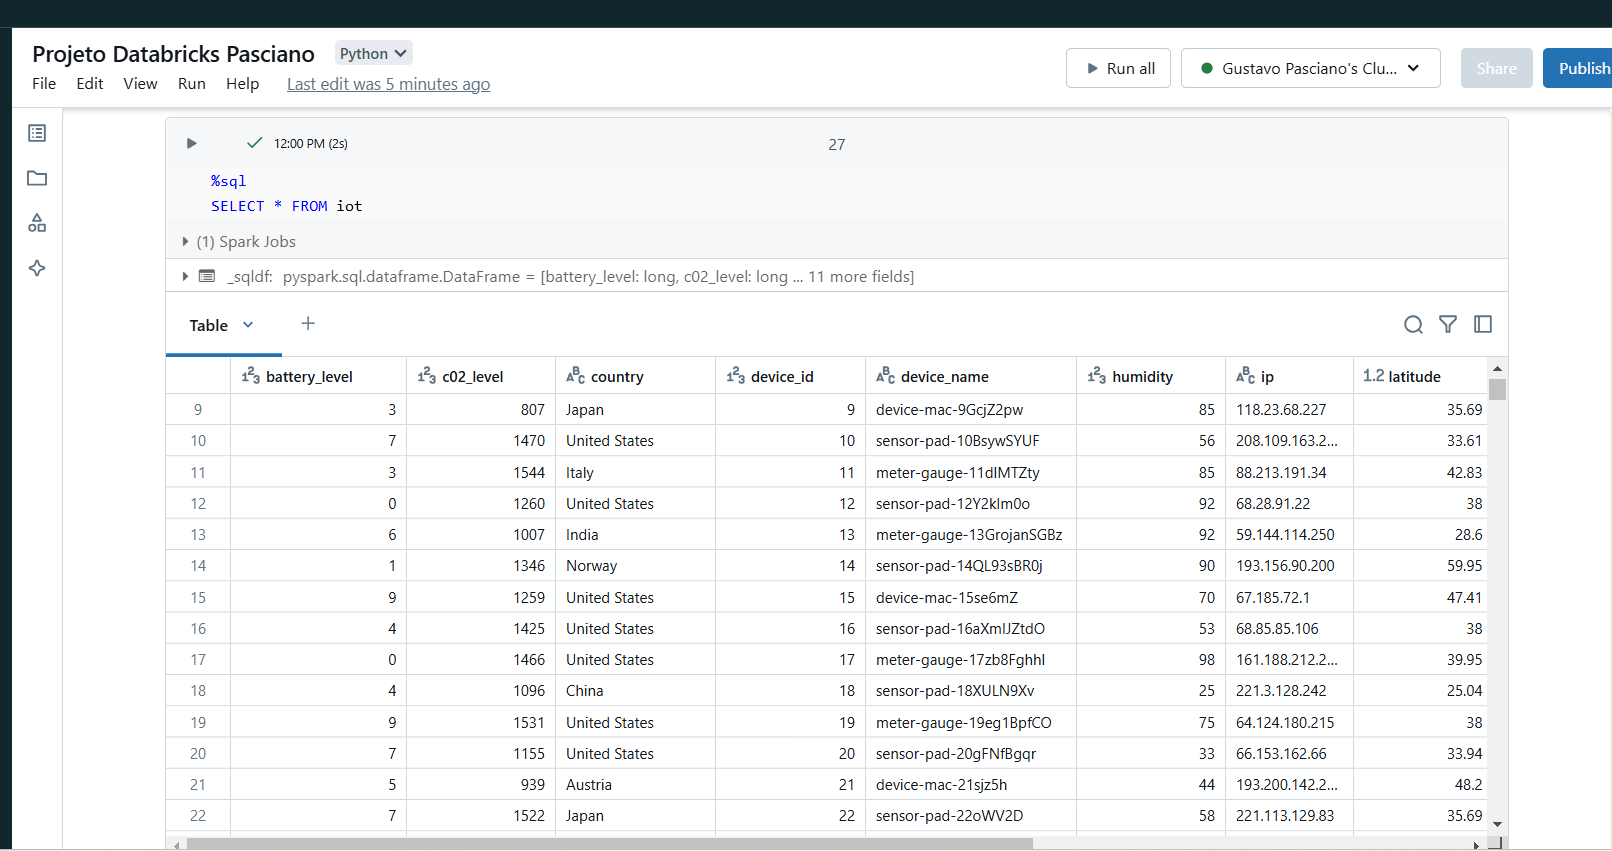 Projeto Databricks Pasciano Python
File Edit View Run Help Last edit was 5 minutes ago
Run all Gustavo Pasciano's Clu... Share Publish
12:00 PM (2s) 27
%sql
SELECT * FROM iot
(1) Spark Jobs
_sqldf: pyspark.sql.dataframe.DataFrame = [battery_level: long, c02_level: long ... 11 more fields]
Table +
123 battery_level 123 c02_level ABC country 123 device_id ABC device_name 123 humidity ABC ip 1.2 latitude
9 3 807 Japan 9 device-mac-9GcjZ2pw 85 118.23.68.227 35.69
10 7 1470 United States 10 sensor-pad-10BsywSYUF 56 208.109.163.2... 33.61
11 3 1544 Italy 11 meter-gauge-11dlMTZty 85 88.213.191.34 42.83
12 0 1260 United States 12 sensor-pad-12Y2kIm0o 92 68.28.91.22 38
13 6 1007 India 13 meter-gauge-13GrojanSGBz 92 59.144.114.250 28.6
14 1 1346 Norway 14 sensor-pad-14QL93sBR0j 90 193.156.90.200 59.95
15 9 1259 United States 15 device-mac-15se6mZ 70 67.185.72.1 47.41
16 4 1425 United States 16 sensor-pad-16aXmIJZtdO 53 68.85.85.106 38
17 0 1466 United States 17 meter-gauge-17zb8Fghhl 98 161.188.212.2... 39.95
18 4 1096 China 18 sensor-pad-18XULN9Xv 25 221.3.128.242 25.04
19 9 1531 United States 19 meter-gauge-19eg1BpfCO 75 64.124.180.215 38
20 7 1155 United States 20 sensor-pad-20gFNfBgqr 33 66.153.162.66 33.94
21 5 939 Austria 21 device-mac-21sjz5h 44 193.200.142.2... 48.2
22 7 1522 Japan 22 sensor-pad-22oWV2D 58 221.113.129.83 35.69